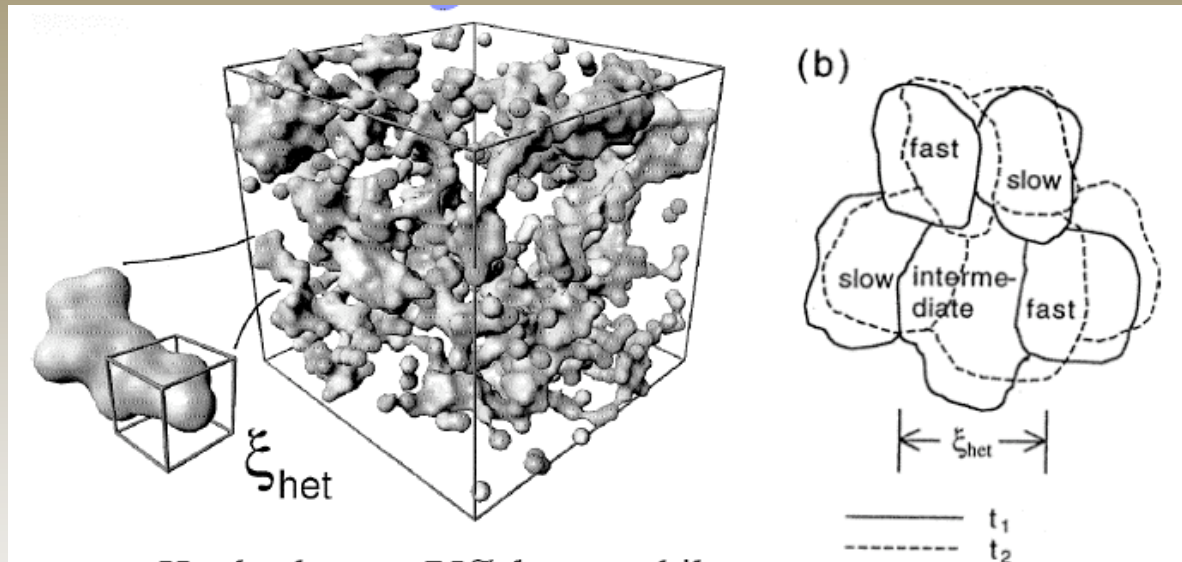 ξhet
(b)
fast
slow
slow
interme-
diate
fast
ξhet
t₁
t₂